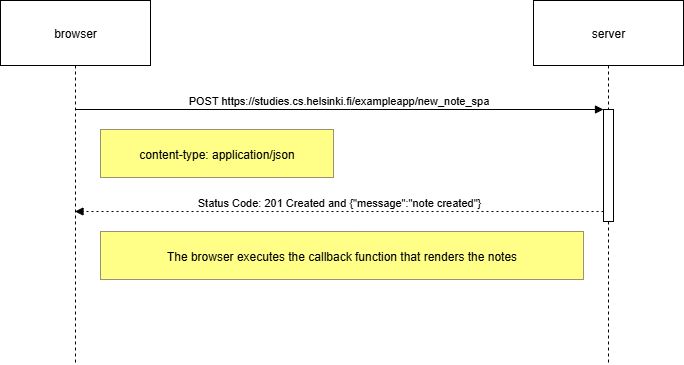 browser
server
POST https://studies.cs.helsinki.fi/exampleapp/new_note_spa
content-type: application/json
Status Code: 201 Created and {"message":"note created"}
The browser executes the callback function that renders the notes